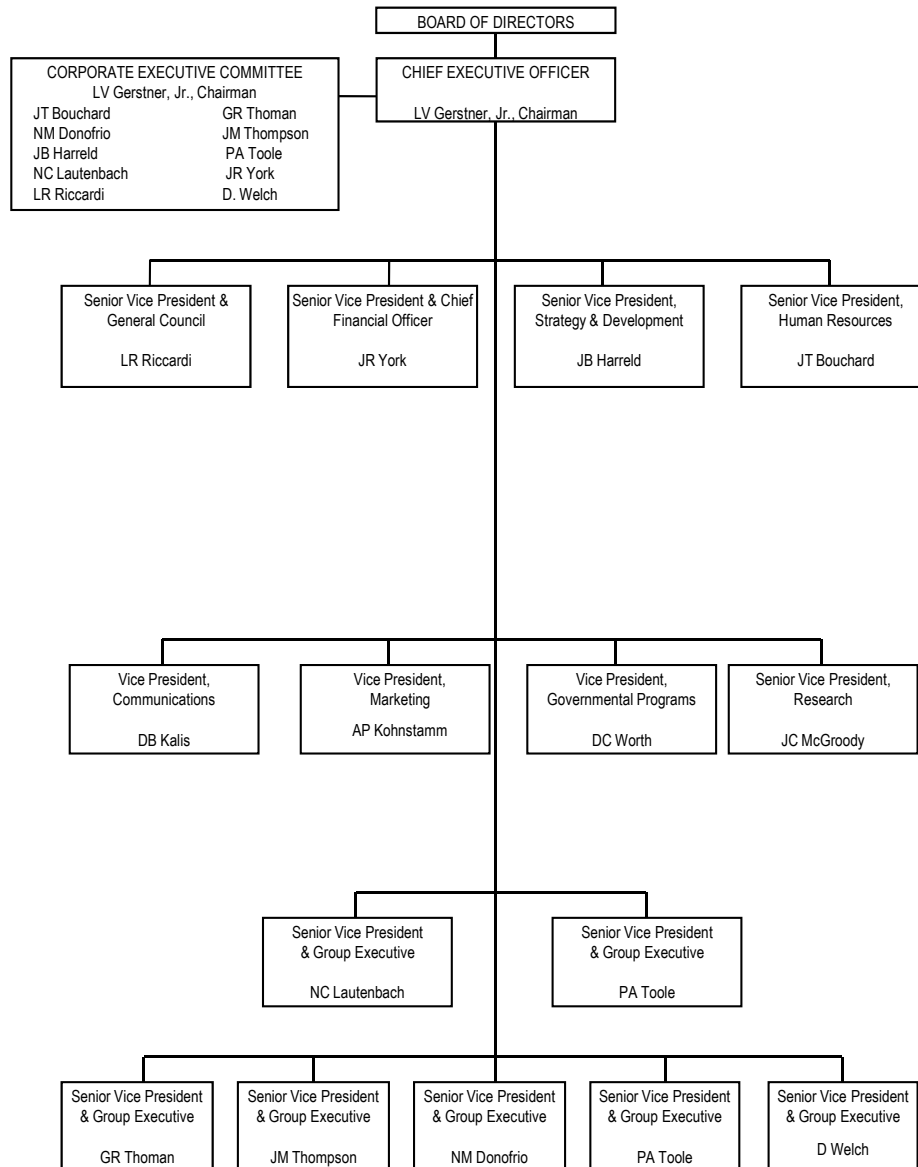 BOARD OF DIRECTORS
CORPORATE EXECUTIVE COMMITTEE
LV Gerstner, Jr., Chairman
JT Bouchard GR Thoman
NM Donofrio JM Thompson
JB Harreld PA Toole
NC Lautenbach JR York
LR Riccardi D. Welch
CHIEF EXECUTIVE OFFICER
LV Gerstner, Jr., Chairman
Senior Vice President &
General Council
LR Riccardi
Senior Vice President & Chief
Financial Officer
JR York
Senior Vice President,
Strategy & Development
JB Harreld
Senior Vice President,
Human Resources
JT Bouchard
Vice President,
Communications
DB Kalis
Vice President,
Marketing
AP Kohnstamm
Vice President,
Governmental Programs
DC Worth
Senior Vice President,
Research
JC McGroody
Senior Vice President
& Group Executive
NC Lautenbach
Senior Vice President
& Group Executive
PA Toole
Senior Vice President
& Group Executive
GR Thoman
Senior Vice President
& Group Executive
JM Thompson
Senior Vice President
& Group Executive
NM Donofrio
Senior Vice President
& Group Executive
PA Toole
Senior Vice President
& Group Executive
D Welch